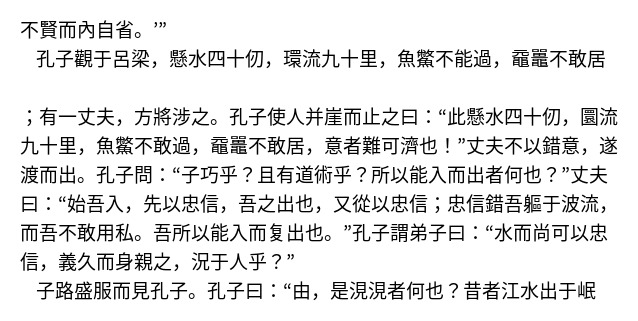 不賢而內自省。’”
孔子觀于呂梁，懸水四十仞，環流九十里，魚鱉不能過，黿鼉不敢居
；有一丈夫，方將涉之。孔子使人并崖而止之曰：“此懸水四十仞，圜流
九十里，魚鱉不敢過，黿鼉不敢居，意者難可濟也！”丈夫不以錯意，遂
渡而出。孔子問：“子巧乎？且有道術乎？所以能入而出者何也？”丈夫
曰：“始吾入，先以忠信，吾之出也，又從以忠信；忠信錯吾軀于波流，
而吾不敢用私。吾所以能入而复出也。”孔子謂弟子曰：“水而尚可以忠
信，義久而身親之，況于人乎？”
子路盛服而見孔子。孔子曰：“由，是涀涀者何也？昔者江水出于岷